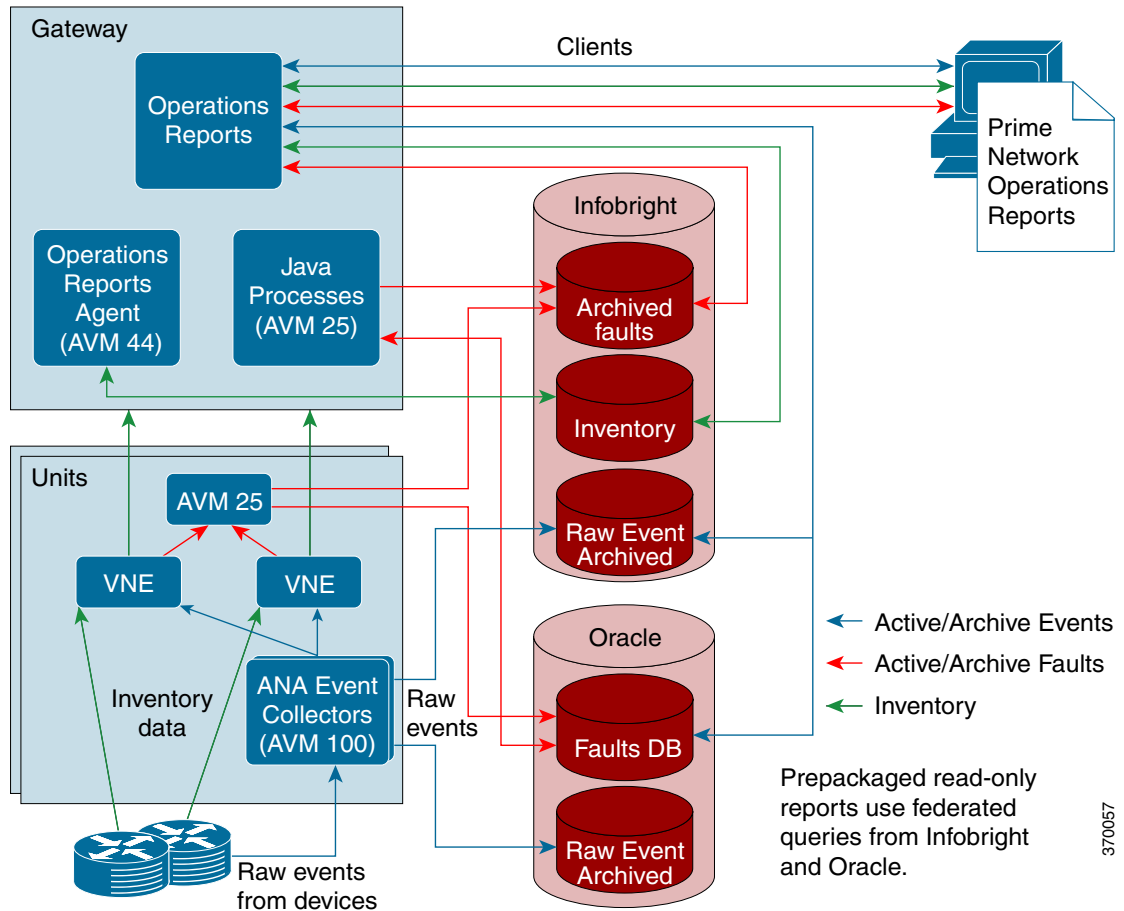 Gateway
Clients
Operations
Reports
Prime
Network
Operations
Reports
Infobright
Operations
Reports
Agent
(AVM 44)
Java
Processes
(AVM 25)
Archived
faults
Inventory
Units
AVM 25
Raw Event
Archived
VNE
VNE
Oracle
Active/Archive Events
Active/Archive Faults
Inventory
Inventory
data
ANA Event
Collectors
(AVM 100)
Raw
events
Faults DB
Raw Event
Archived
Prepackaged read-only
reports use federated
queries from Infobright
and Oracle.
370057
Raw events
from devices